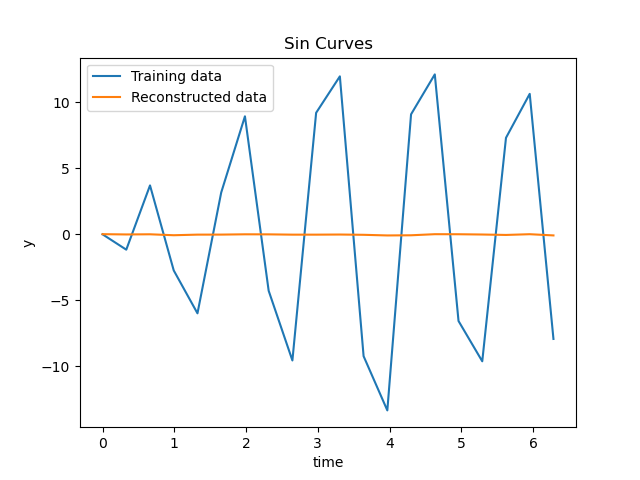 Sin Curves
Training data
Reconstructed data
10
5
0
−5
−10
y
0 1 2 3 4 5 6
time